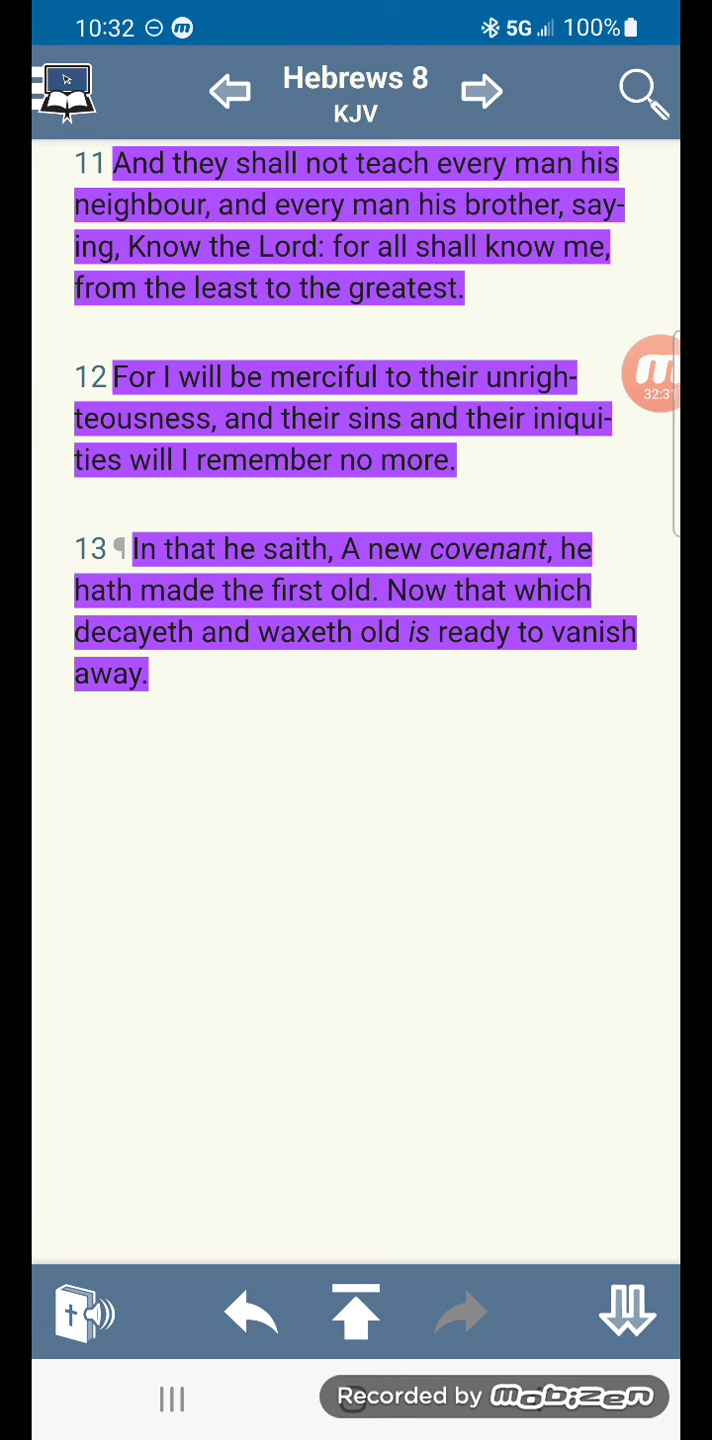 10:32
5G 100%
Hebrews 8
KJV
11 And they shall not teach every man his
neighbour, and every man his brother, say-
ing, Know the Lord: for all shall know me,
from the least to the greatest.
32:31
12 For I will be merciful to their unrigh-
teousness, and their sins and their iniqui-
ties will I remember no more.
13 ¶ In that he saith, A new covenant, he
hath made the first old. Now that which
decayeth and waxeth old is ready to vanish
away.
Recorded by mobizen